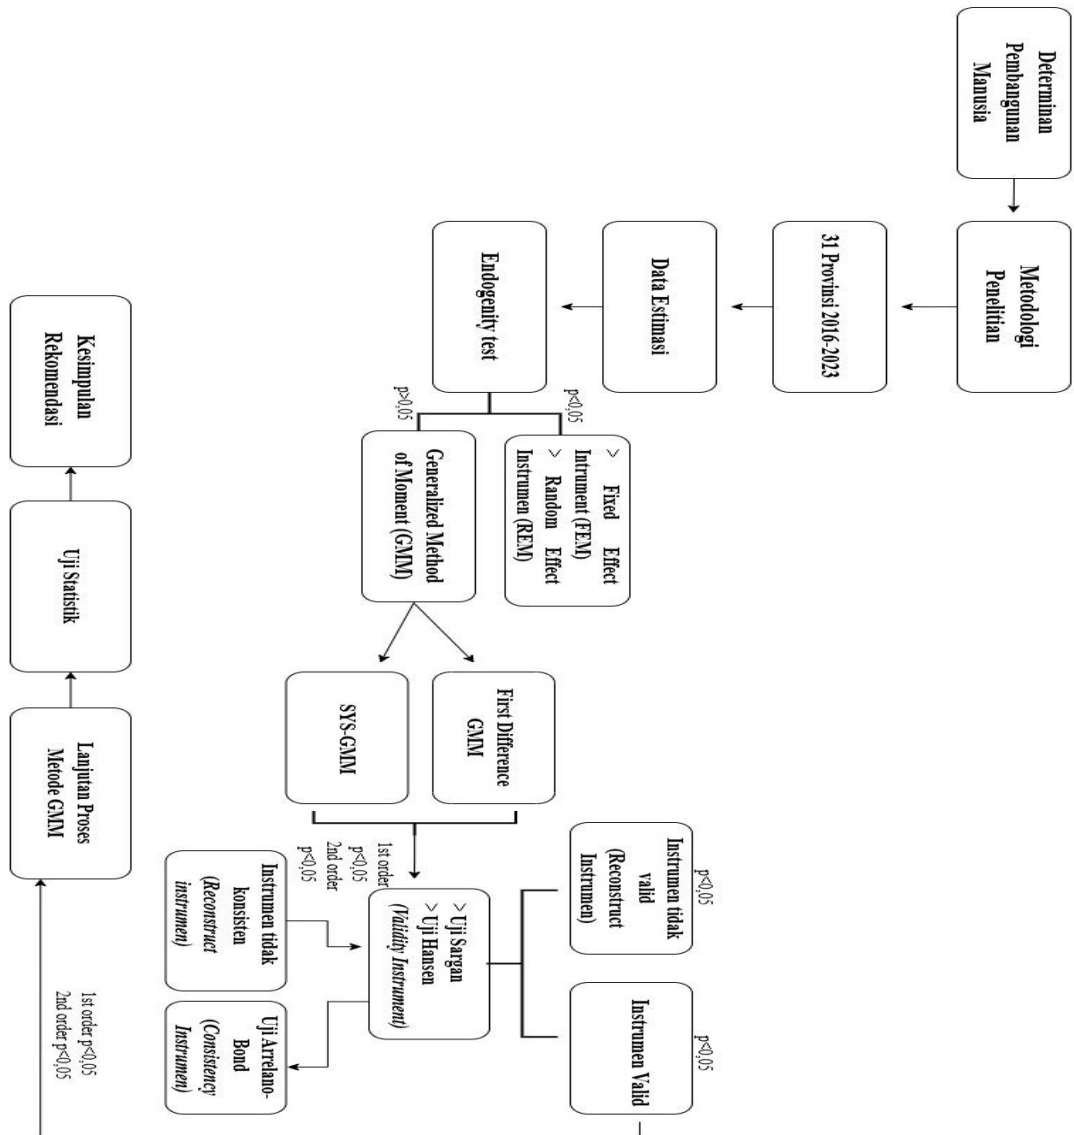 Determinan
Pembangunan
Manusia
Metodologi
Penelitian
31 Provinsi 2016-2023
Data Estimasi
Endogenity test
p<0,05
p>0,05
> Fixed Effect
Intrument (FEM)
> Random Effect
Instrumen (REM)
Generalized Method
of Moment (GMM)
First Difference
GMM
SYS-GMM
1st order
p<0,05
2nd order
p<0,05
> Uji Sargan
> Uji Hansen
(Validity Instrument)
p<0,05
Instrumen tidak
valid
(Reconstruct
Instrumen)
p<0,05
Instrumen Valid
Instrumen tidak
konsisten
(Reconstruct
instrumen)
Uji Arrelano-
Bond
(Consistency
Instrumen)
1st order p<0,05
2nd order p<0,05
Lanjutan Proses
Metode GMM
Uji Statistik
Kesimpulan
Rekomendasi